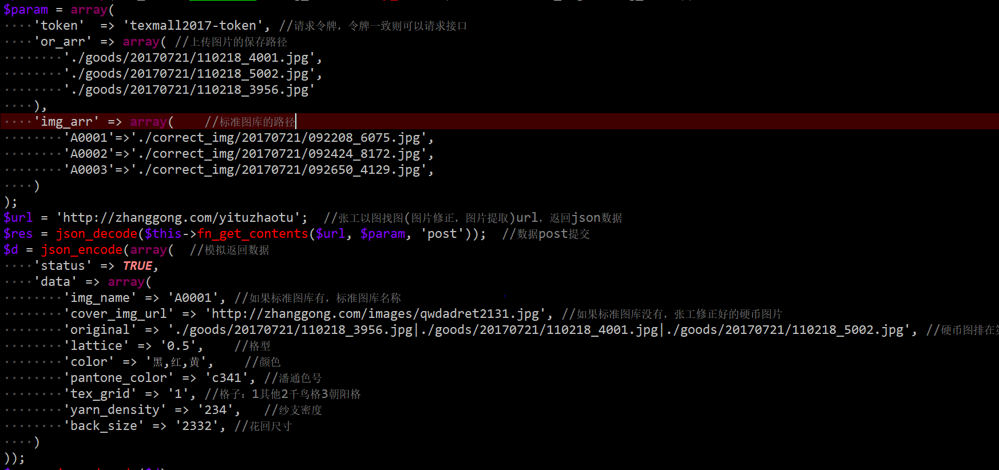 $param = array(
    'token'  => 'texmall2017-token', //请求令牌，令牌一致则可以请求接口
    'or_arr' => array( //上传图片的保存路径
        './goods/20170721/110218_4001.jpg',
        './goods/20170721/110218_5002.jpg',
        './goods/20170721/110218_3956.jpg'
    ),
    'img_arr' => array(    //标准图库的路径
        'A0001'=>'./correct_img/20170721/092208_6075.jpg',
        'A0002'=>'./correct_img/20170721/092424_8172.jpg',
        'A0003'=>'./correct_img/20170721/092650_4129.jpg',
    )
);
$url = 'http://zhanggong.com/yituzhaotu';  //张工以图找图(图片修正，图片提取)url，返回json数据
$res = json_decode($this->fn_get_contents($url, $param, 'post'));  //数据post提交
$d = json_encode(array(  //模拟返回数据
    'status' => TRUE,
    'data' => array(
        'img_name' => 'A0001', //如果标准图库有，标准图库名称
        'cover_img_url' => 'http://zhanggong.com/images/qwdadret2131.jpg', //如果标准图库没有，张工修正好的硬币图片
        'original' => './goods/20170721/110218_3956.jpg|./goods/20170721/110218_4001.jpg|./goods/20170721/110218_5002.jpg', //硬币图排在
        'lattice' => '0.5',    //格型
        'color' => '黑,红,黄',    //颜色
        'pantone_color' => 'c341', //潘通色号
        'tex_grid' => '1', //格子：1其他2千鸟格3朝阳格
        'yarn_density' => '234',   //纱支密度
        'back_size' => '2332', //花回尺寸
    )
));